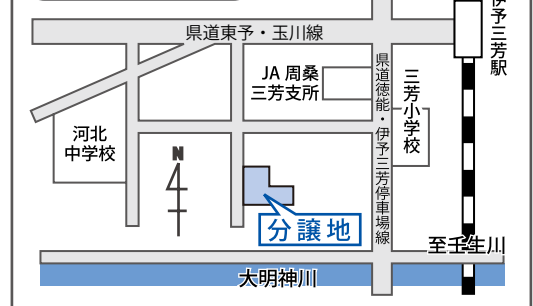 伊予三芳駅
県道東予・玉川線
JA 周桑
三芳支所
県道徳能・伊予三芳停車場線
三芳小学校
河北
中学校
N
分譲地
至壬生川
大明神川